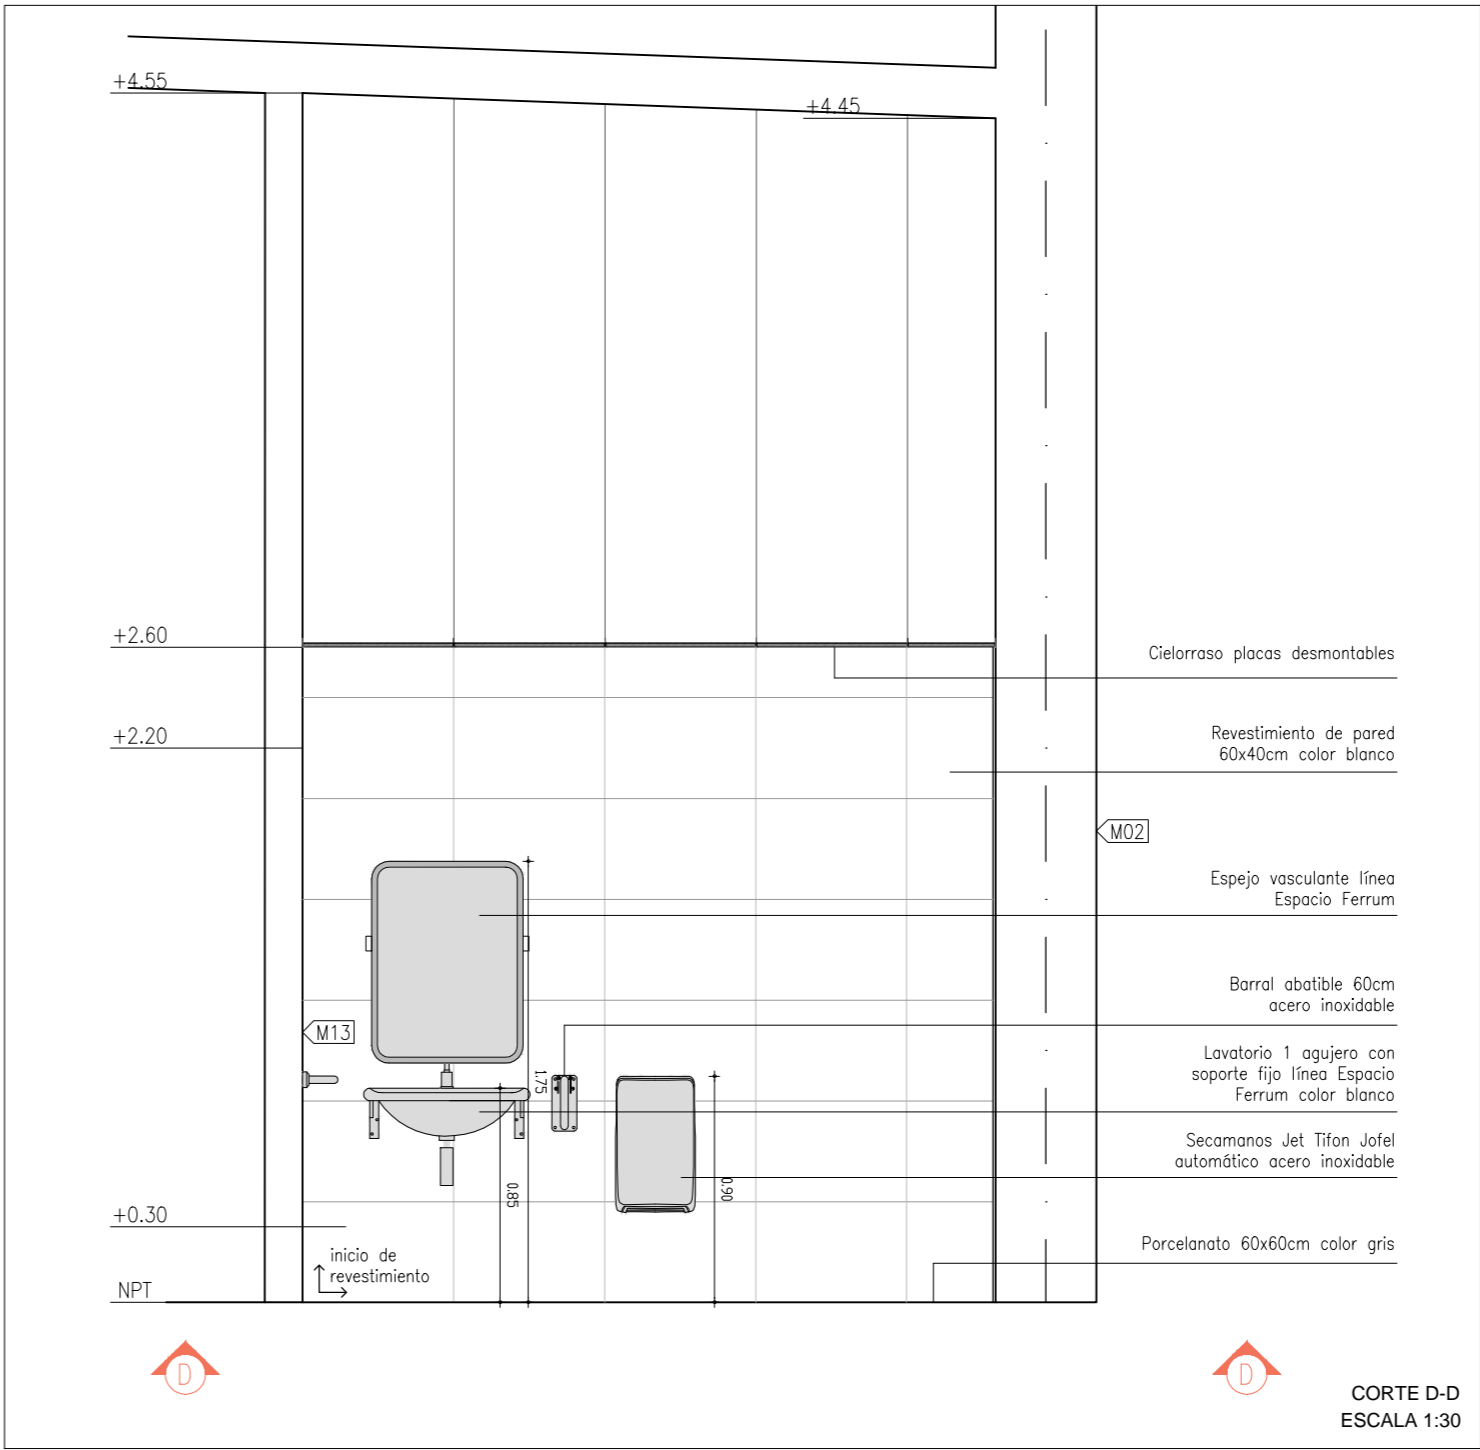 +4.55
+4.45
+2.60
Cielorraso placas desmontables
+2.20
Revestimiento de pared
60x40cm color blanco
M02
Espejo vasculante línea
Espacio Ferrum
Barral abatible 60cm
acero inoxidable
M13
Lavatorio 1 agujero con
soporte fijo línea Espacio
Ferrum color blanco
1.75
Secamanos Jet Tifon Jofel
automático acero inoxidable
0.85
0.90
+0.30
Porcelanato 60x60cm color gris
inicio de
revestimiento
NPT
D
D
CORTE D-D
ESCALA 1:30